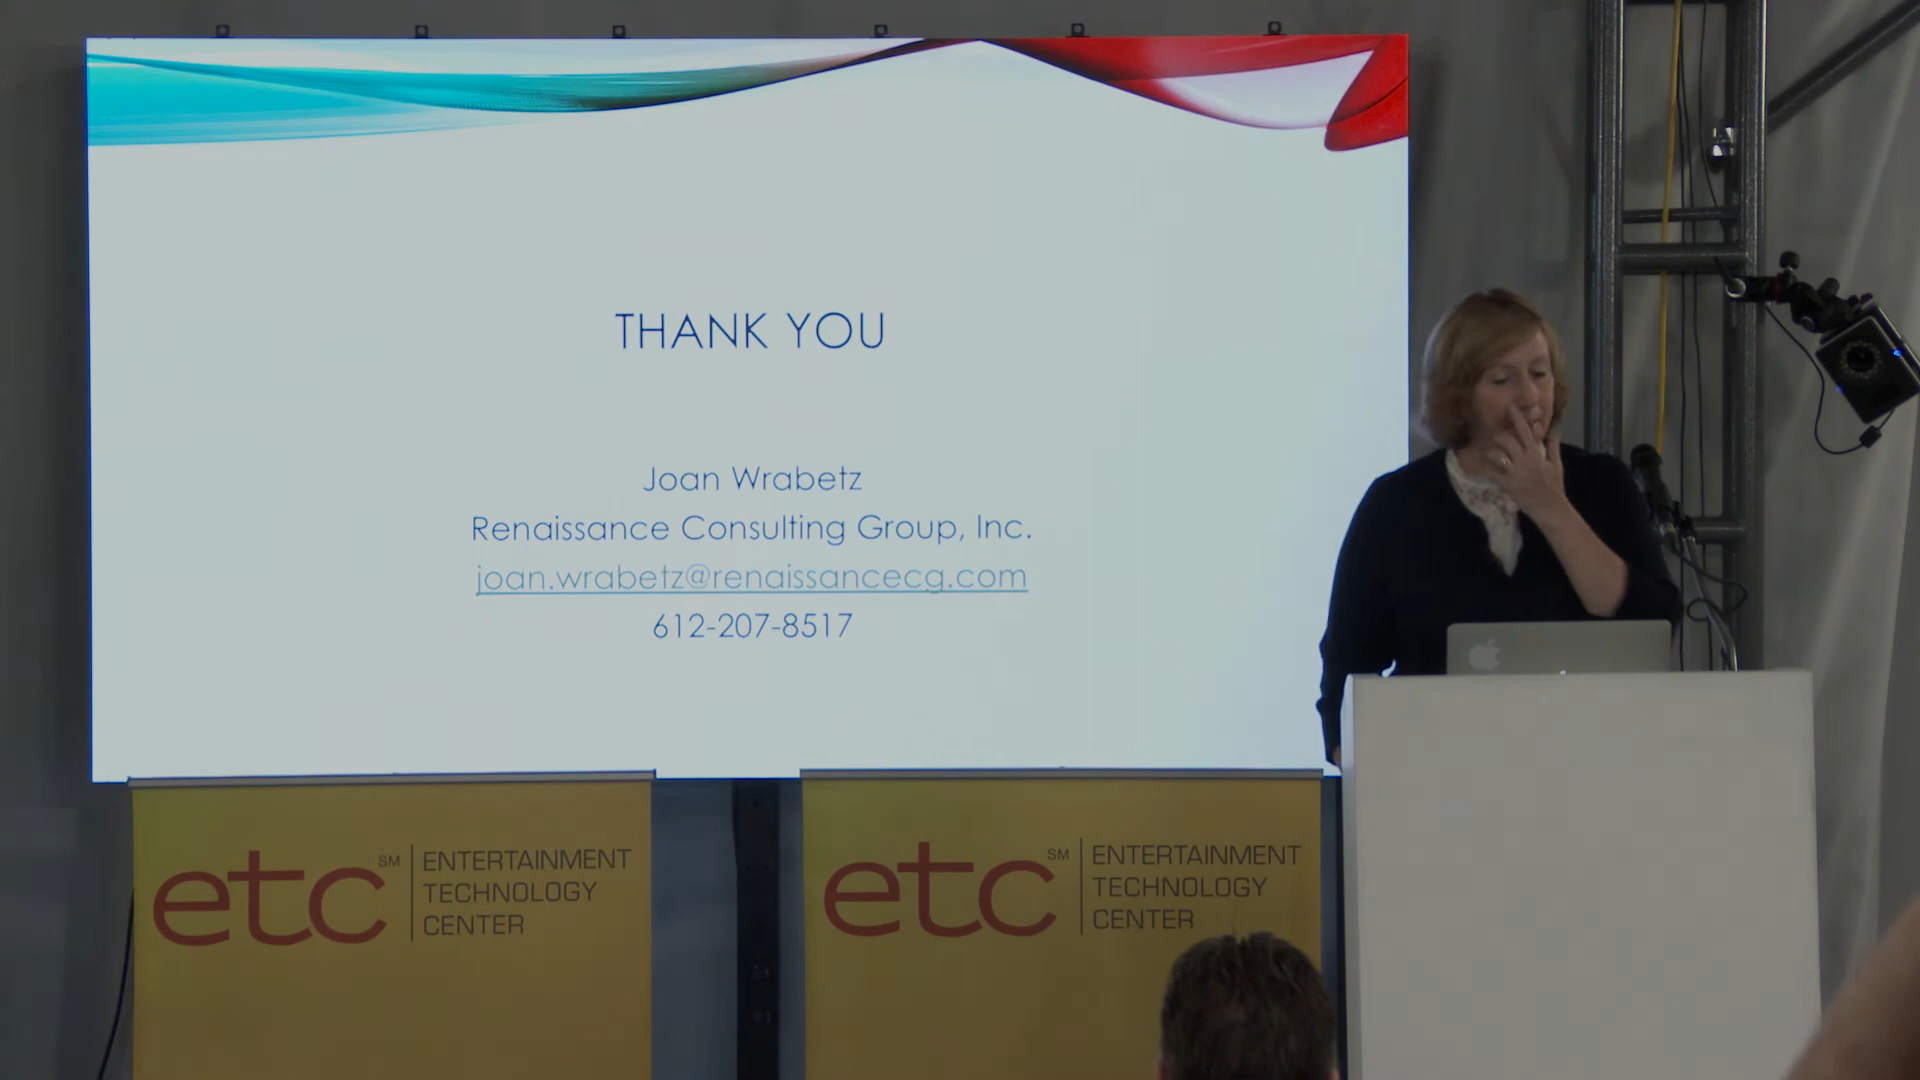 THANK YOU
Joan Wrabetz
Renaissance Consulting Group, Inc.
joan.wrabetz@renaissancecg.com
612-207-8517
etc SM
ENTERTAINMENT
TECHNOLOGY
CENTER
etc SM
ENTERTAINMENT
TECHNOLOGY
CENTER